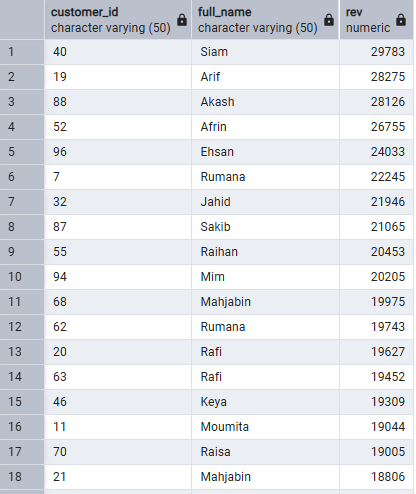 customer_id full_name rev
character varying (50) character varying (50) numeric
1 40 Siam 29783
2 19 Arif 28275
3 88 Akash 28126
4 52 Afrin 26755
5 96 Ehsan 24033
6 7 Rumana 22245
7 32 Jahid 21946
8 87 Sakib 21065
9 55 Raihan 20453
10 94 Mim 20205
11 68 Mahjabin 19975
12 62 Rumana 19743
13 20 Rafi 19627
14 63 Rafi 19452
15 46 Keya 19309
16 11 Moumita 19044
17 70 Raisa 19005
18 21 Mahjabin 18806